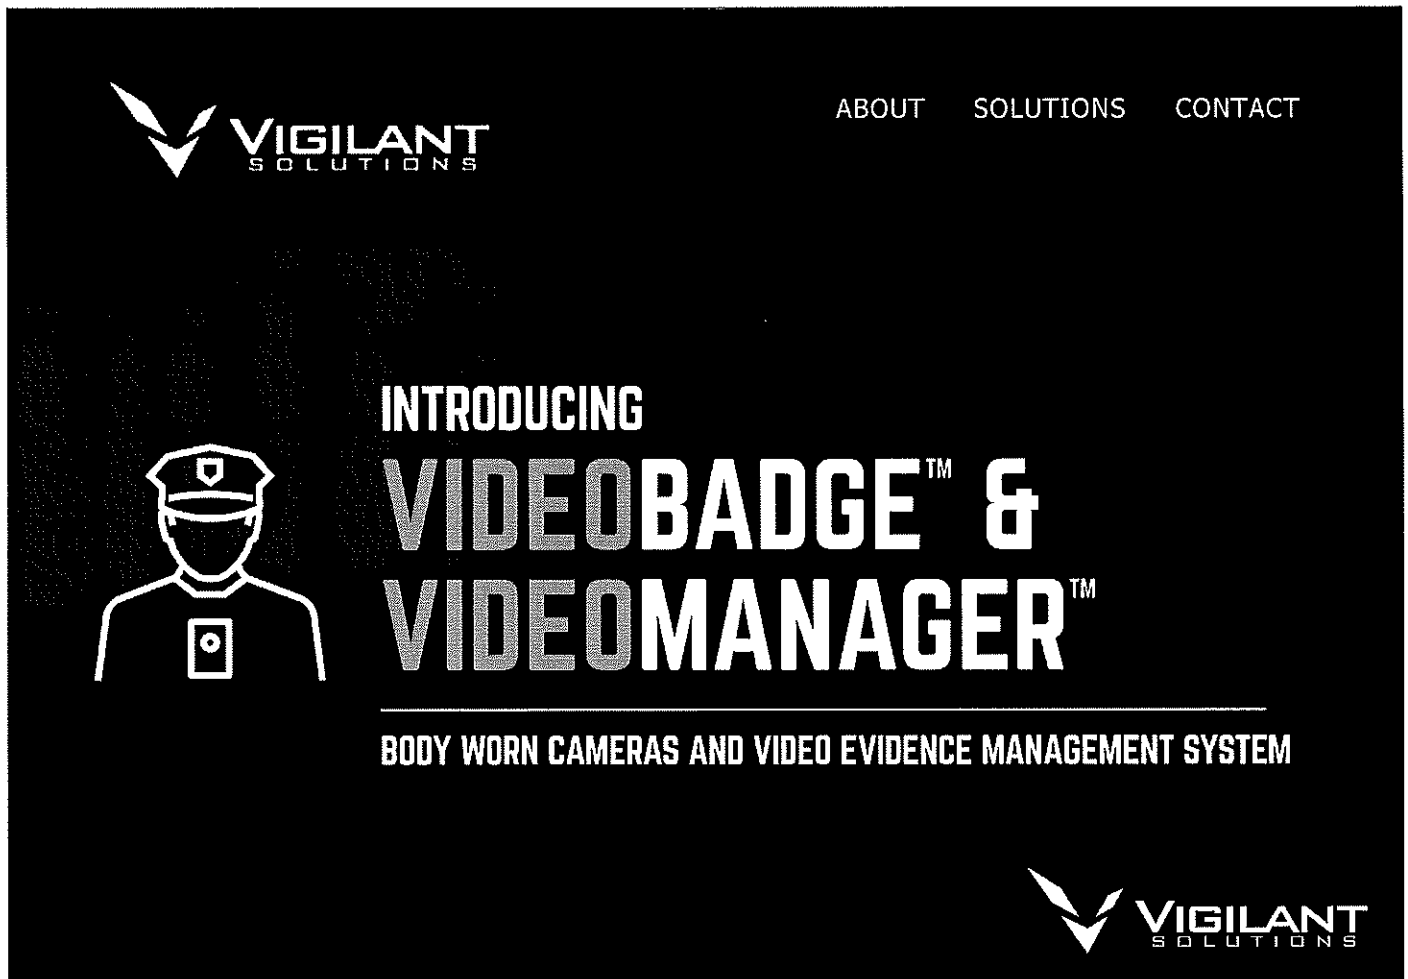 VIGILANT
SOLUTIONS
ABOUT SOLUTIONS CONTACT
INTRODUCING
VIDEOBADGE™ &
VIDEOMANAGER™
BODY WORN CAMERAS AND VIDEO EVIDENCE MANAGEMENT SYSTEM
VIGILANT
SOLUTIONS